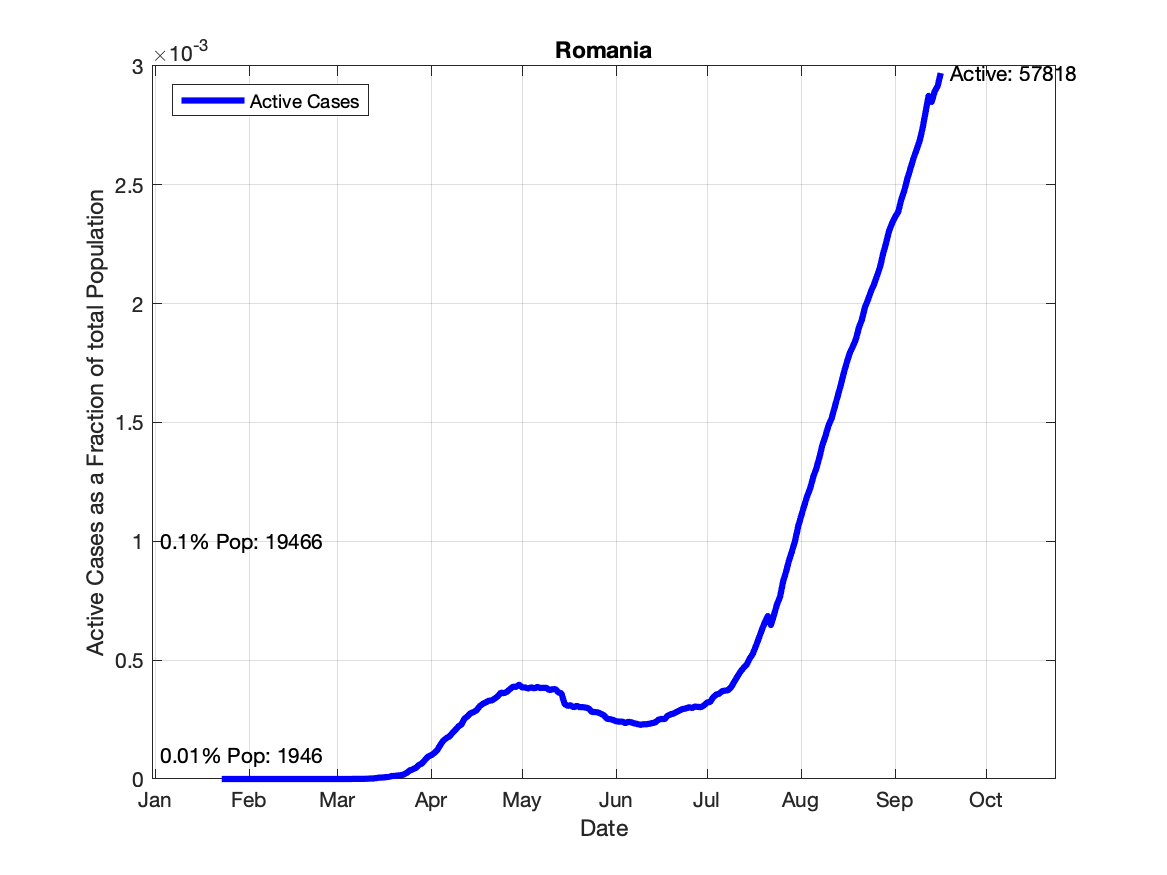 Romania
×10-3
3
2.5
2
1.5
1
0.5
0
Active Cases
Active: 57818
0.1% Pop: 19466
0.01% Pop: 1946
Active Cases as a Fraction of total Population
Jan Feb Mar Apr May Jun Jul Aug Sep Oct
Date